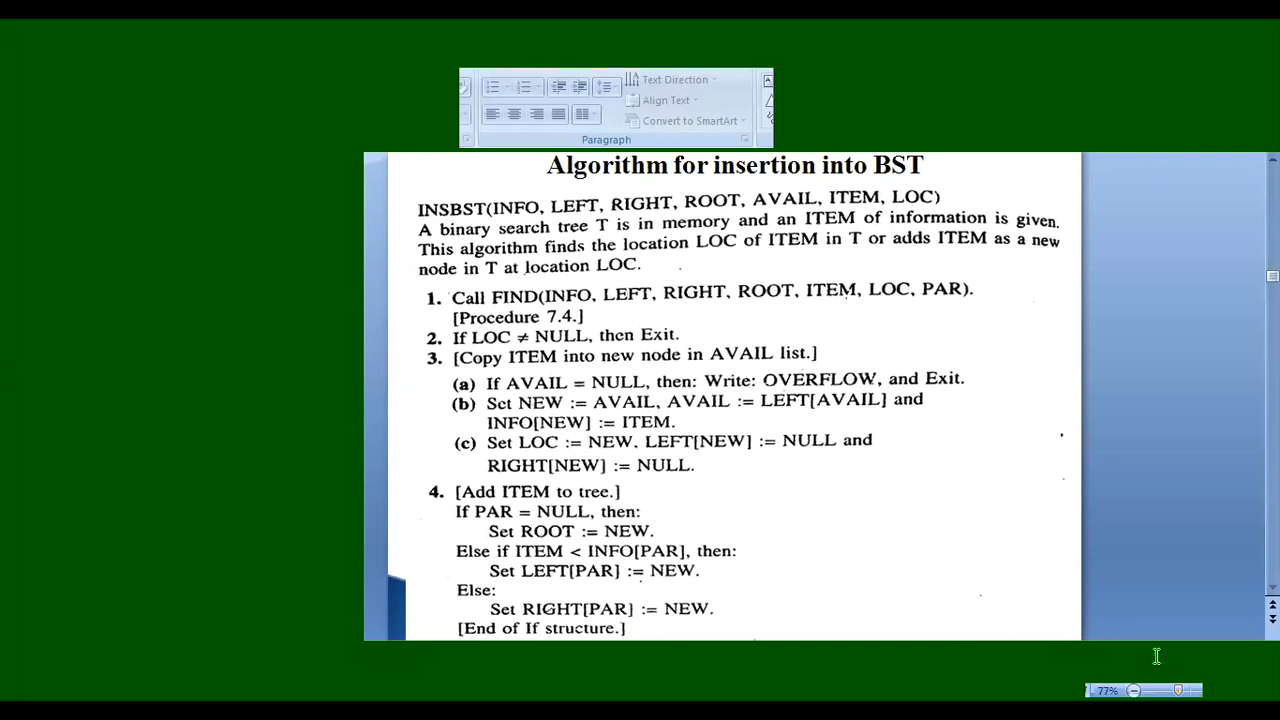 Text Direction
Align Text
Convert to SmartArt
Paragraph
Algorithm for insertion into BST
INSBST(INFO, LEFT, RIGHT, ROOT, AVAIL, ITEM, LOC)
A binary search tree T is in memory and an ITEM of information is given.
This algorithm finds the location LOC of ITEM in T or adds ITEM as a new
node in T at location LOC.
1. Call FIND(INFO, LEFT, RIGHT, ROOT, ITEM, LOC, PAR).
[Procedure 7.4.]
2. If LOC ≠ NULL, then Exit.
3. [Copy ITEM into new node in AVAIL list.]
(a) If AVAIL = NULL, then: Write: OVERFLOW, and Exit.
(b) Set NEW := AVAIL, AVAIL := LEFT[AVAIL] and
INFO[NEW] := ITEM.
(c) Set LOC := NEW, LEFT[NEW] := NULL and
RIGHT[NEW] := NULL.
4. [Add ITEM to tree.]
If PAR = NULL, then:
Set ROOT := NEW.
Else if ITEM < INFO[PAR], then:
Set LEFT[PAR] := NEW.
Else:
Set RIGHT[PAR] := NEW.
[End of If structure.]
77%